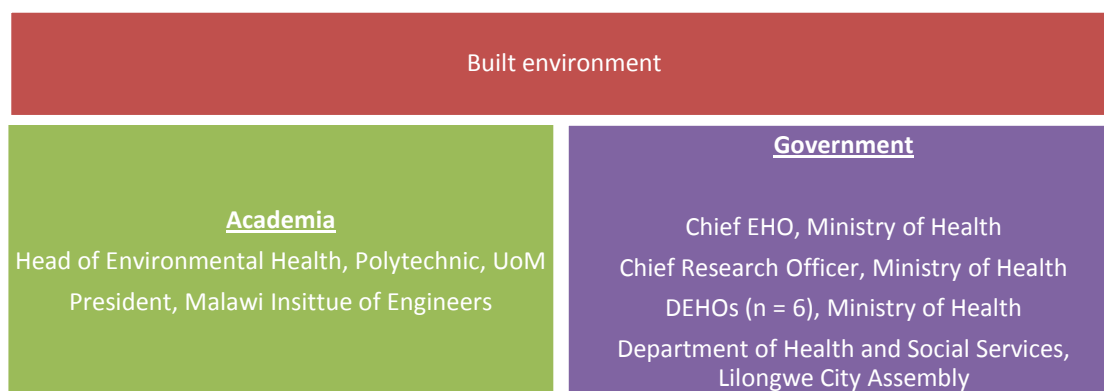 Built environment
Academia
Head of Environmental Health, Polytechnic, UoM
President, Malawi Insittue of Engineers
Government
Chief EHO, Ministry of Health
Chief Research Officer, Ministry of Health
DEHOs (n = 6), Ministry of Health
Department of Health and Social Services,
Lilongwe City Assembly